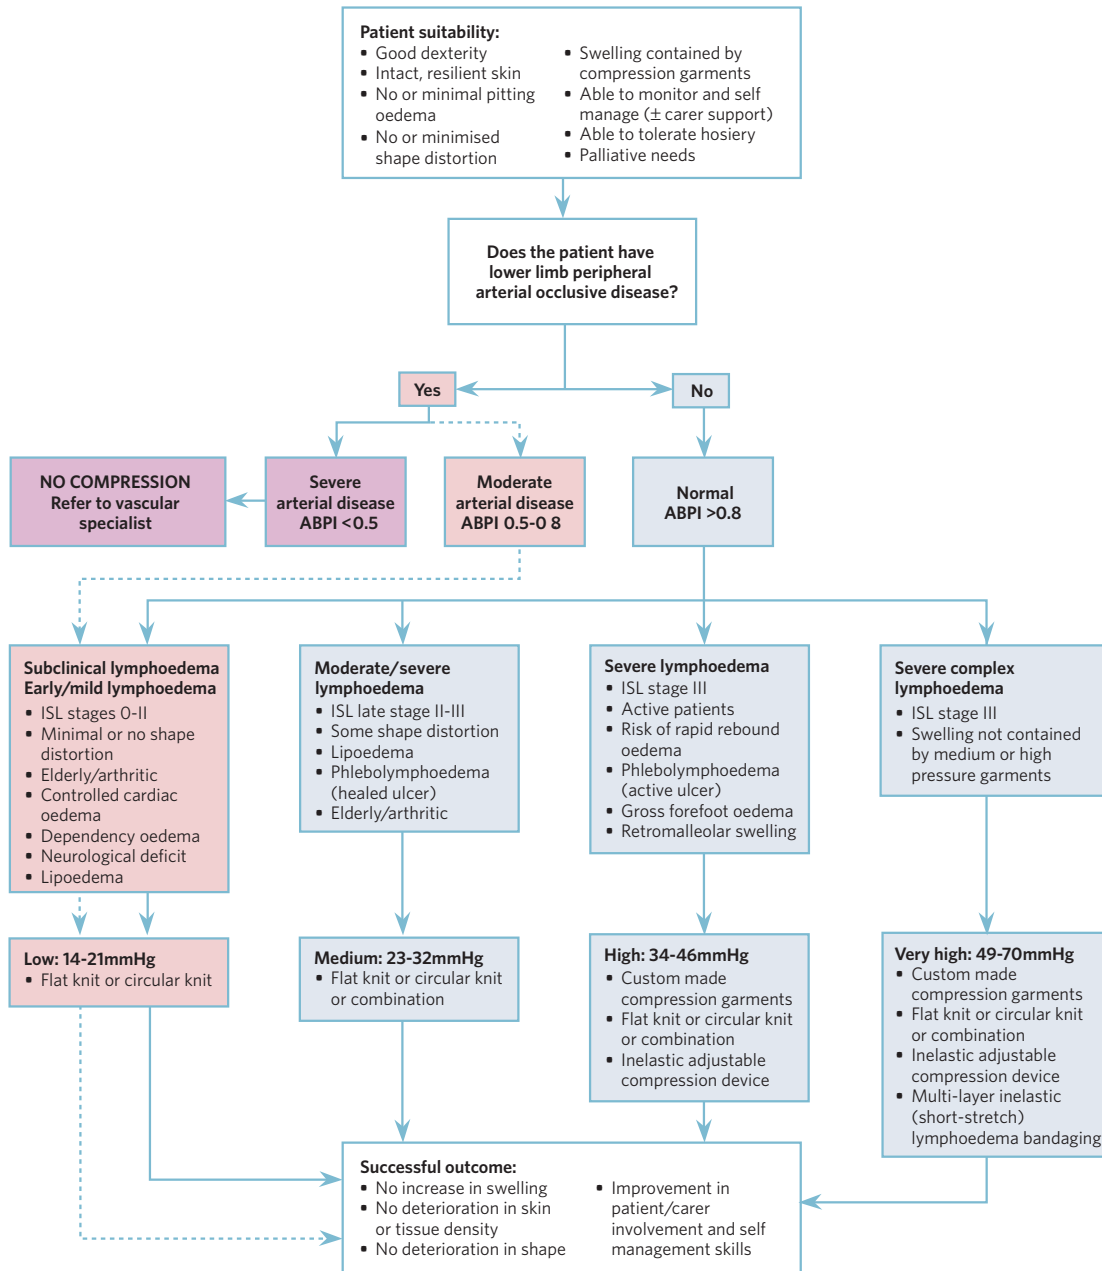 Patient suitability:
▪ Good dexterity
▪ Intact, resilient skin
▪ No or minimal pitting
oedema
▪ No or minimised
shape distortion
▪ Swelling contained by
compression garments
▪ Able to monitor and self
manage (± carer support)
▪ Able to tolerate hosiery
▪ Palliative needs
Does the patient have
lower limb peripheral
arterial occlusive disease?
Yes
No
NO COMPRESSION
Refer to vascular
specialist
Severe
arterial disease
ABPI <0.5
Moderate
arterial disease
ABPI 0.5-0 8
Normal
ABPI >0.8
Subclinical lymphoedema
Early/mild lymphoedema
▪ ISL stages 0-II
▪ Minimal or no shape
distortion
▪ Elderly/arthritic
▪ Controlled cardiac
oedema
▪ Dependency oedema
▪ Neurological deficit
▪ Lipoedema
Moderate/severe
lymphoedema
▪ ISL late stage II-III
▪ Some shape distortion
▪ Lipoedema
▪ Phlebolymphoedema
(healed ulcer)
▪ Elderly/arthritic
Severe lymphoedema
▪ ISL stage III
▪ Active patients
▪ Risk of rapid rebound
oedema
▪ Phlebolymphoedema
(active ulcer)
▪ Gross forefoot oedema
▪ Retromalleolar swelling
Severe complex
lymphoedema
▪ ISL stage III
▪ Swelling not contained
by medium or high
pressure garments
Low: 14-21mmHg
▪ Flat knit or circular knit
Medium: 23-32mmHg
▪ Flat knit or circular knit
or combination
High: 34-46mmHg
▪ Custom made
compression garments
▪ Flat knit or circular knit
or combination
▪ Inelastic adjustable
compression device
Very high: 49-70mmHg
▪ Custom made
compression garments
▪ Flat knit or circular knit
or combination
▪ Inelastic adjustable
compression device
▪ Multi-layer inelastic
(short-stretch)
lymphoedema bandaging
Successful outcome:
▪ No increase in swelling
▪ No deterioration in skin
or tissue density
▪ No deterioration in shape
▪ Improvement in
patient/carer
involvement and self
management skills